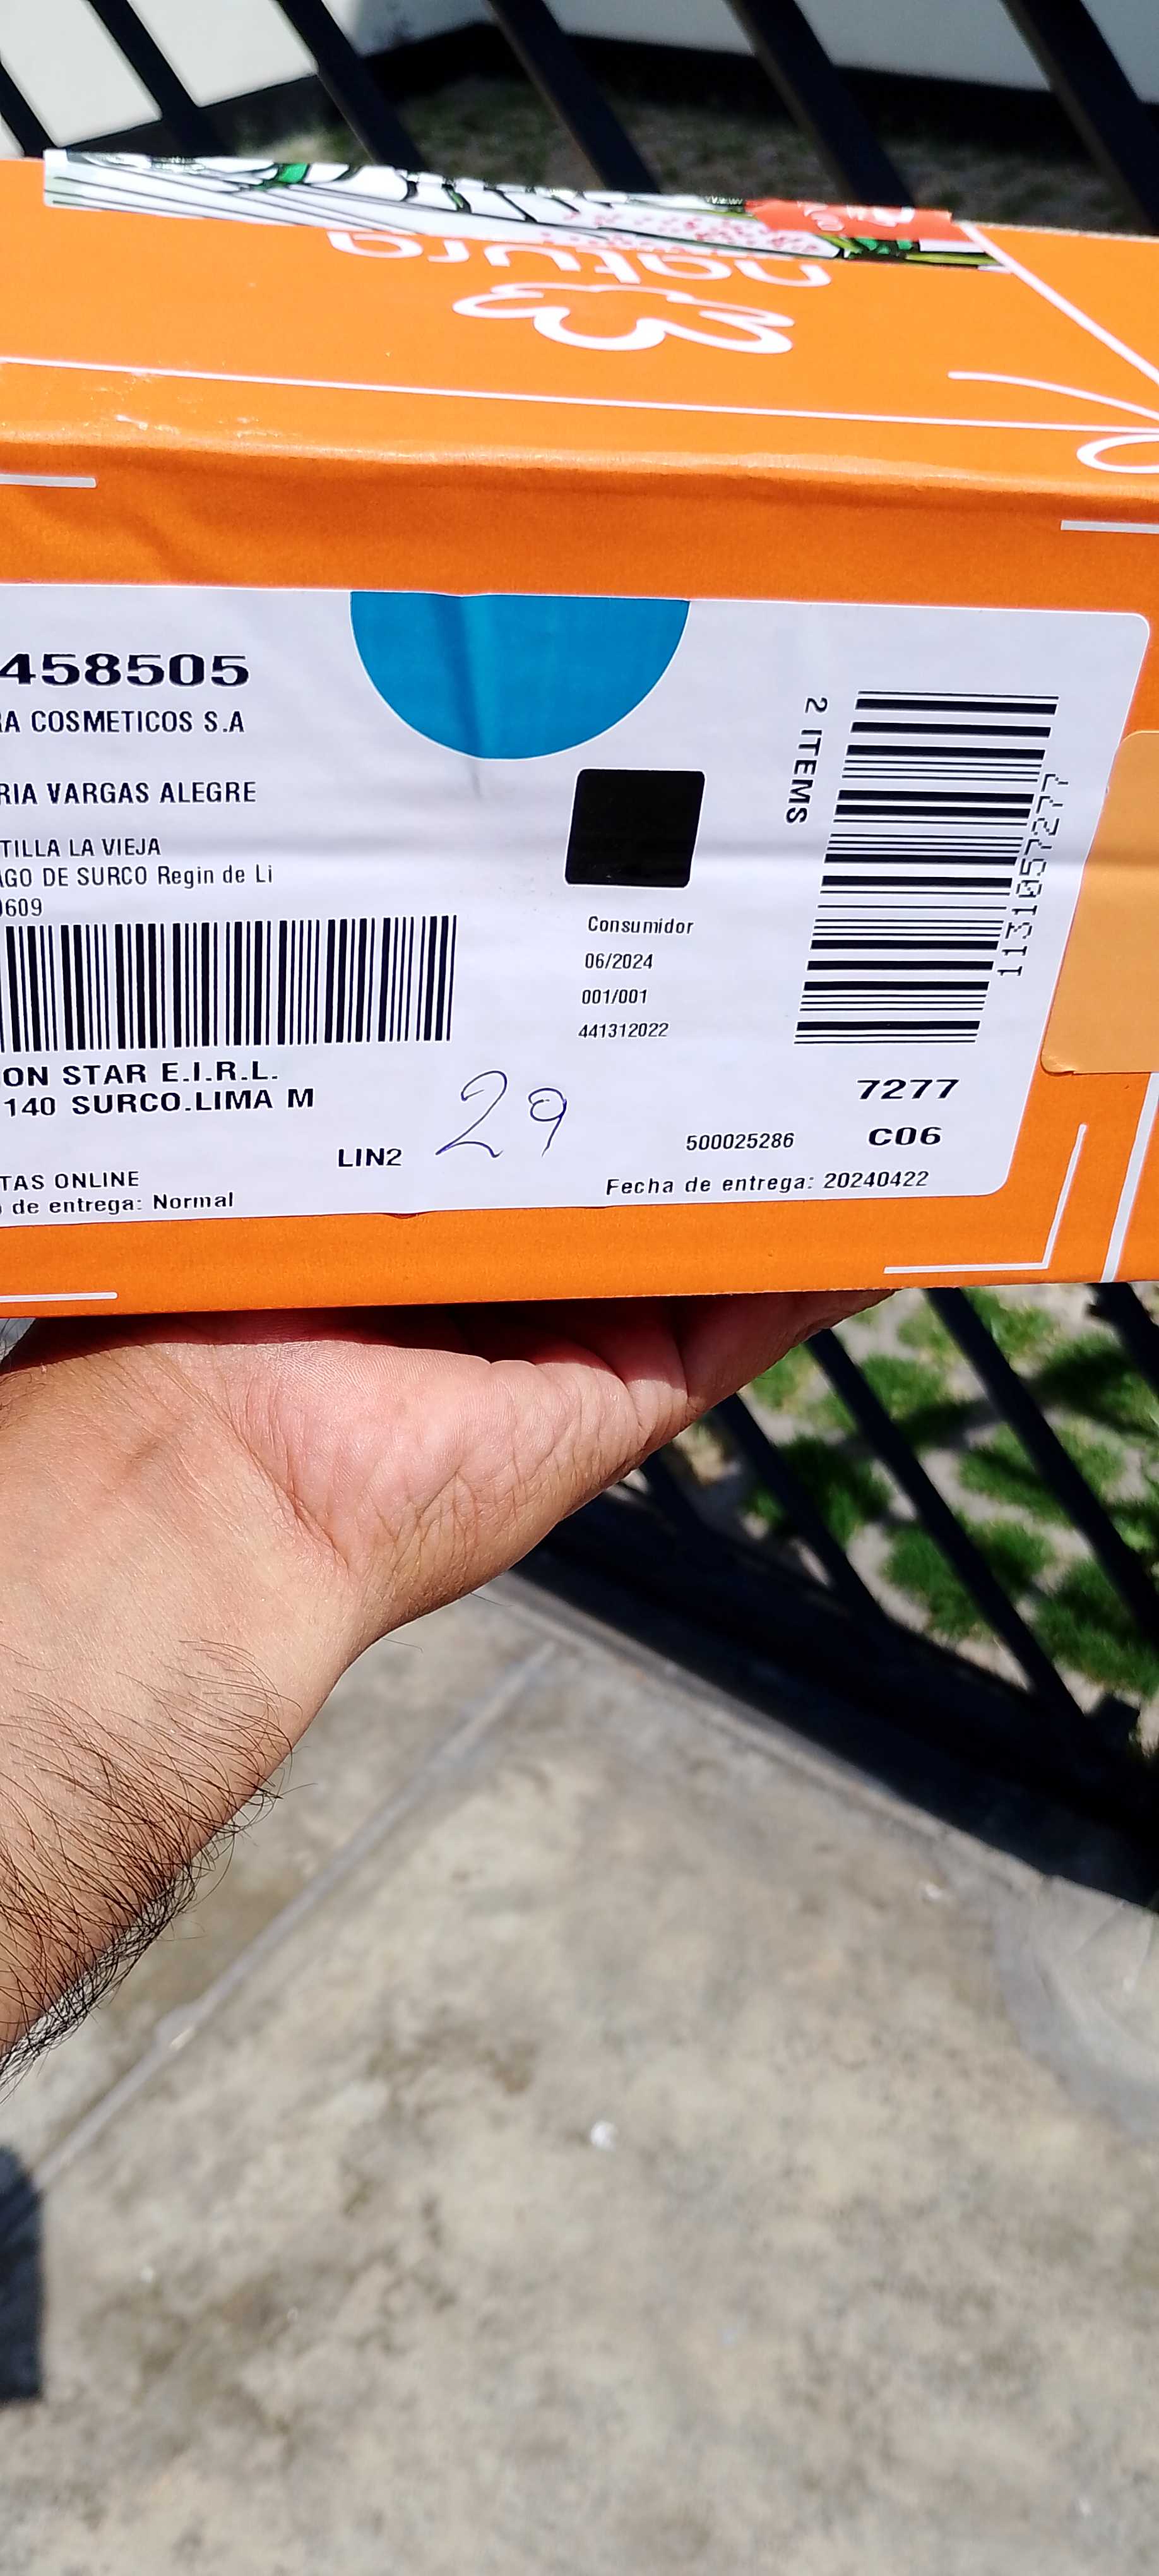 natura
458505
RA COSMETICOS S.A
RIA VARGAS ALEGRE
TILLA LA VIEJA
AGO DE SURCO Regin de Li
0609
ON STAR E.I.R.L.
140 SURCO.LIMA M
LIN2
29
TAS ONLINE
de entrega: Normal
2 ITEMS
Consumidor
06/2024
001/001
441312022
1131057277
7277
C06
500025286
Fecha de entrega: 20240422